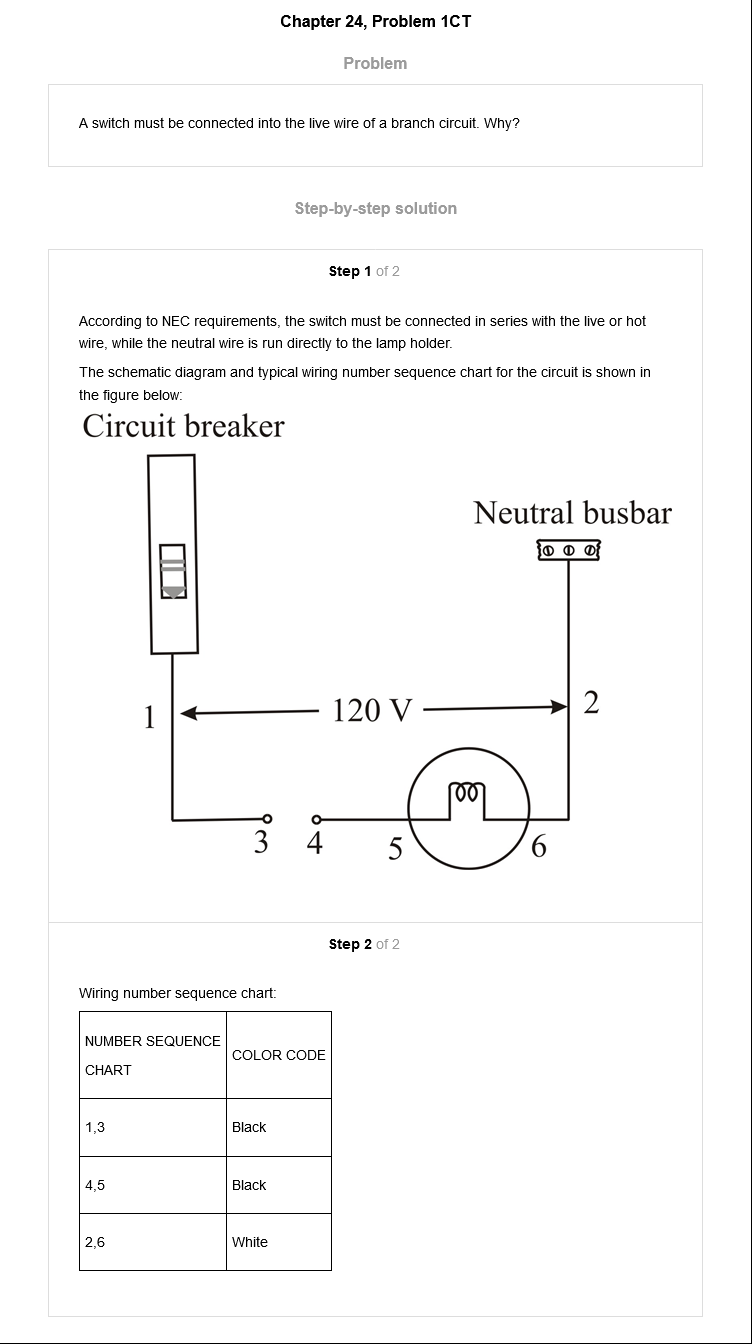 Chapter 24, Problem 1CT
Problem
A switch must be connected into the live wire of a branch circuit. Why?
Step-by-step solution
Step 1 of 2
According to NEC requirements, the switch must be connected in series with the live or hot
wire, while the neutral wire is run directly to the lamp holder.
The schematic diagram and typical wiring number sequence chart for the circuit is shown in
the figure below:
Circuit breaker
Neutral busbar
1
120 V
2
3
4
5
6
Step 2 of 2
Wiring number sequence chart:
NUMBER SEQUENCE
CHART
COLOR CODE
1,3
Black
4,5
Black
2,6
White